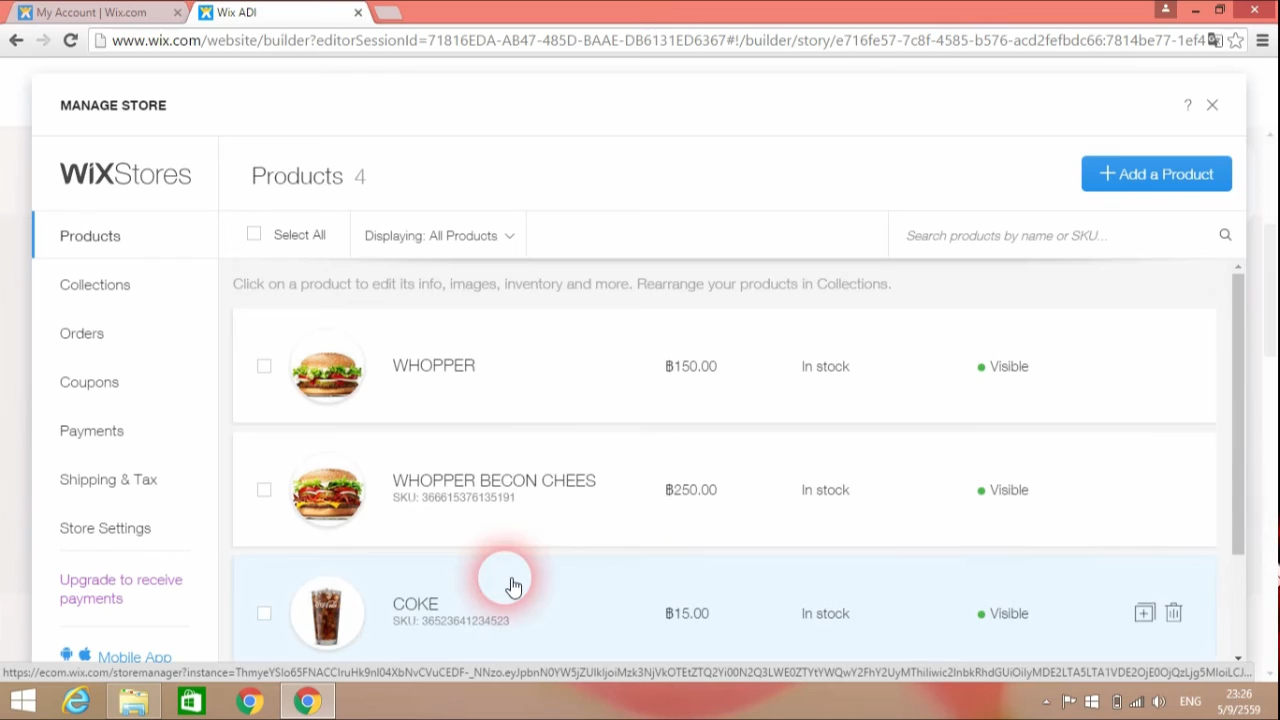 My Account | Wix.com
Wix ADI
www.wix.com/website/builder?editorSessionId=71816EDA-AB47-485D-BAAE-DB6131ED6367#!/builder/story/e716fe57-7c8f-4585-b576-acd2fefbdc66:7814be77-1ef4
MANAGE STORE
?
WiXStores
Products 4
+ Add a Product
Products
Select All
Displaying: All Products
Search products by name or SKU...
Collections
Click on a product to edit its info, images, inventory and more. Rearrange your products in Collections.
Orders
WHOPPER
฿150.00
In stock
Visible
Coupons
Payments
WHOPPER BECON CHEES
SKU: 366615376135191
฿250.00
In stock
Visible
Shipping & Tax
Store Settings
Upgrade to receive
payments
COKE
SKU: 36523641234523
฿15.00
In stock
Visible
Mobile App
ENG
23:26
5/9/2559